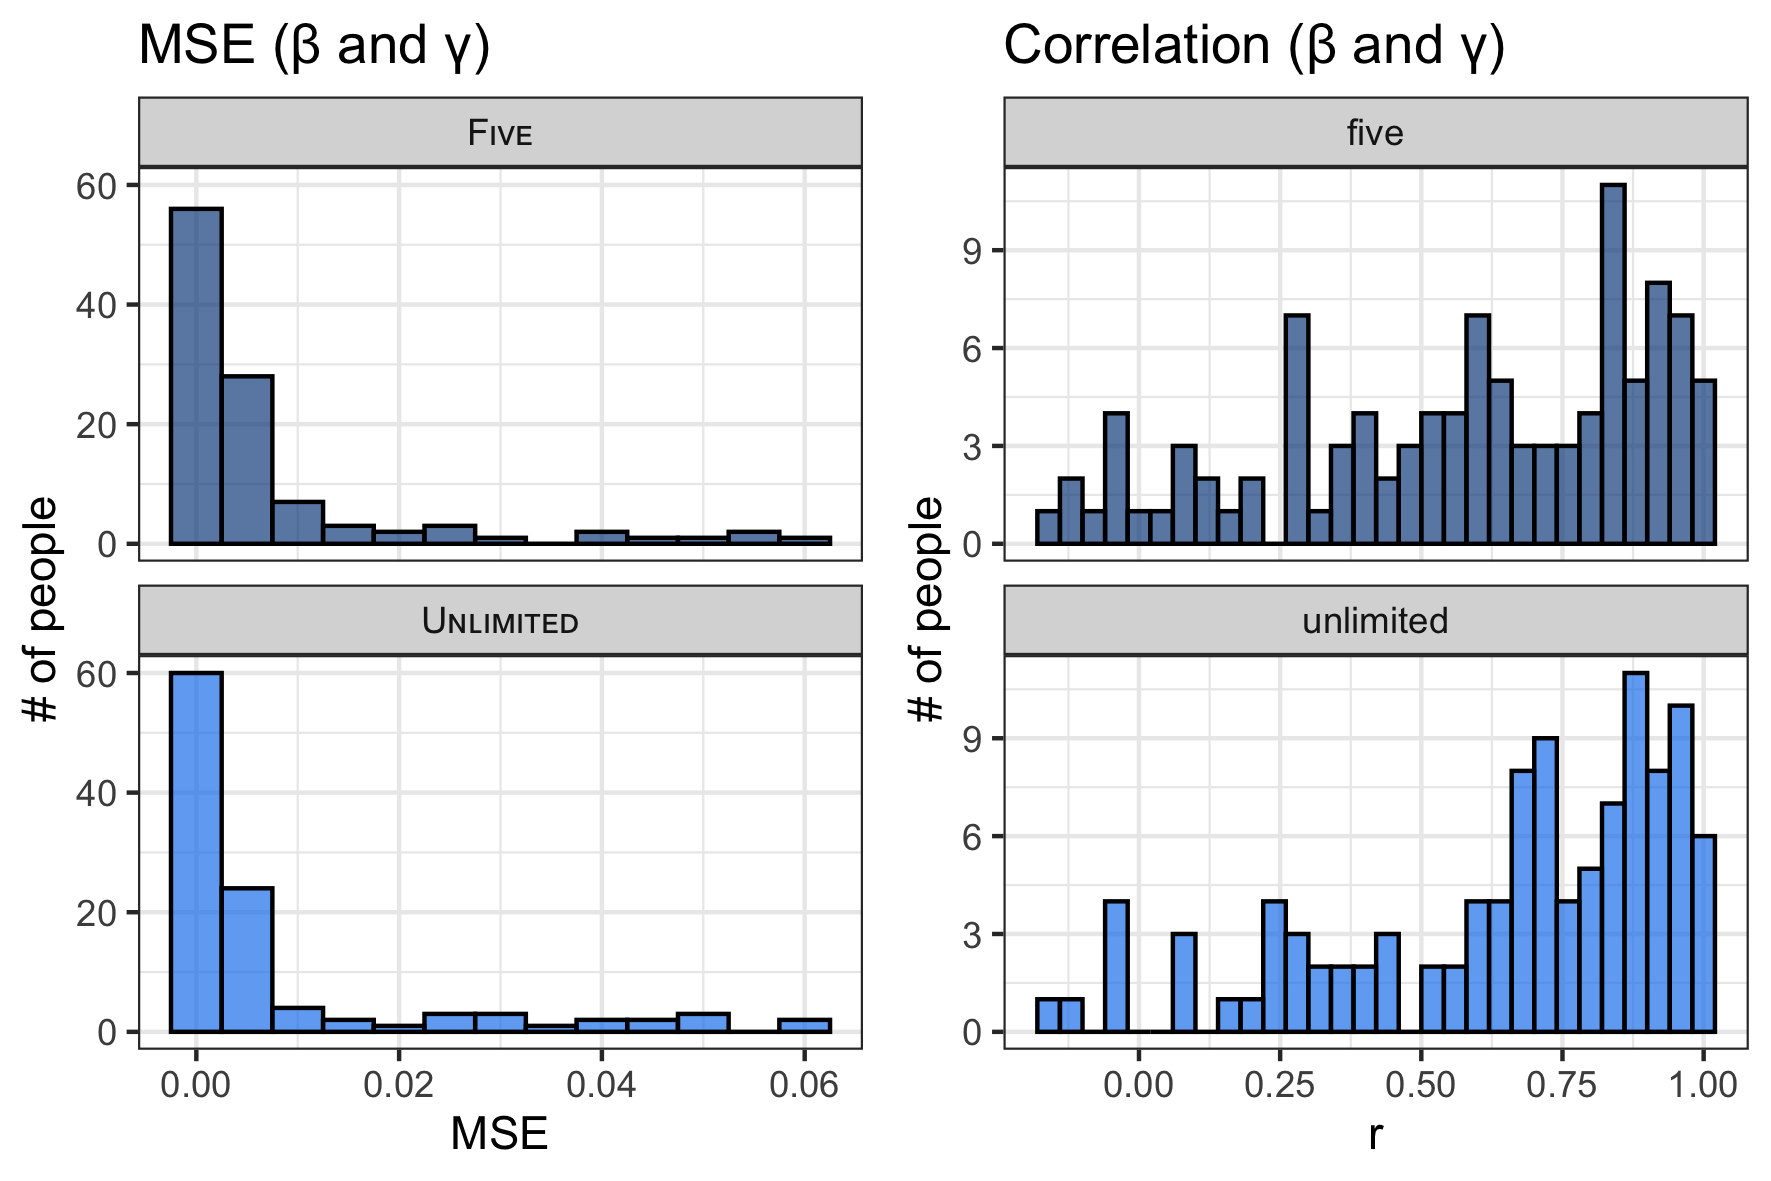 MSE (β and γ)
Five
60
40
20
0
Unlimited
60
40
20
0
# of people
0.00 0.02 0.04 0.06
MSE
Correlation (β and γ)
five
9
6
3
0
unlimited
9
6
3
0
# of people
0.00 0.25 0.50 0.75 1.00
r